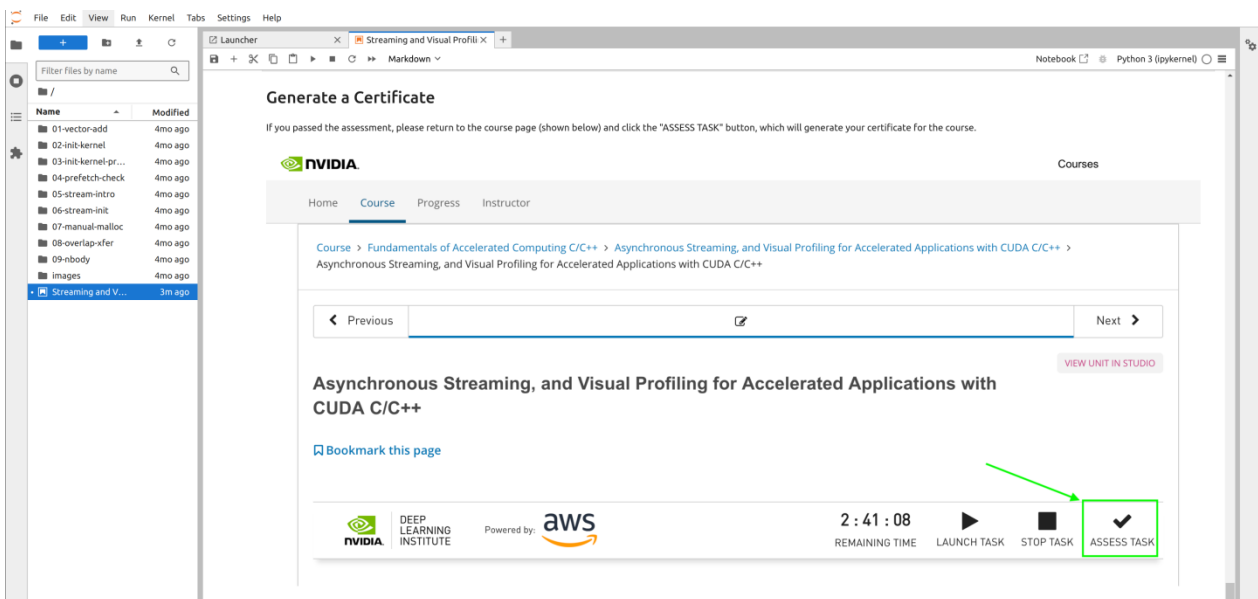 File Edit View Run Kernel Tabs Settings Help
Launcher
Streaming and Visual Profili
Markdown
Notebook
Python 3 (ipykernel)
Filter files by name
/
Name Modified
01-vector-add 4mo ago
02-init-kernel 4mo ago
03-init-kernel-pr... 4mo ago
04-prefetch-check 4mo ago
05-stream-intro 4mo ago
06-stream-init 4mo ago
07-manual-malloc 4mo ago
08-overlap-xfer 4mo ago
09-nbody 4mo ago
images 4mo ago
Streaming and V... 3m ago
Generate a Certificate
If you passed the assessment, please return to the course page (shown below) and click the "ASSESS TASK" button, which will generate your certificate for the course.
NVIDIA.
Courses
Home Course Progress Instructor
Course > Fundamentals of Accelerated Computing C/C++ > Asynchronous Streaming, and Visual Profiling for Accelerated Applications with CUDA C/C++ >
Asynchronous Streaming, and Visual Profiling for Accelerated Applications with CUDA C/C++
Previous
Next
VIEW UNIT IN STUDIO
Asynchronous Streaming, and Visual Profiling for Accelerated Applications with
CUDA C/C++
Bookmark this page
NVIDIA.
DEEP
LEARNING
INSTITUTE
Powered by: aws
2 : 41 : 08
REMAINING TIME
LAUNCH TASK
STOP TASK
ASSESS TASK